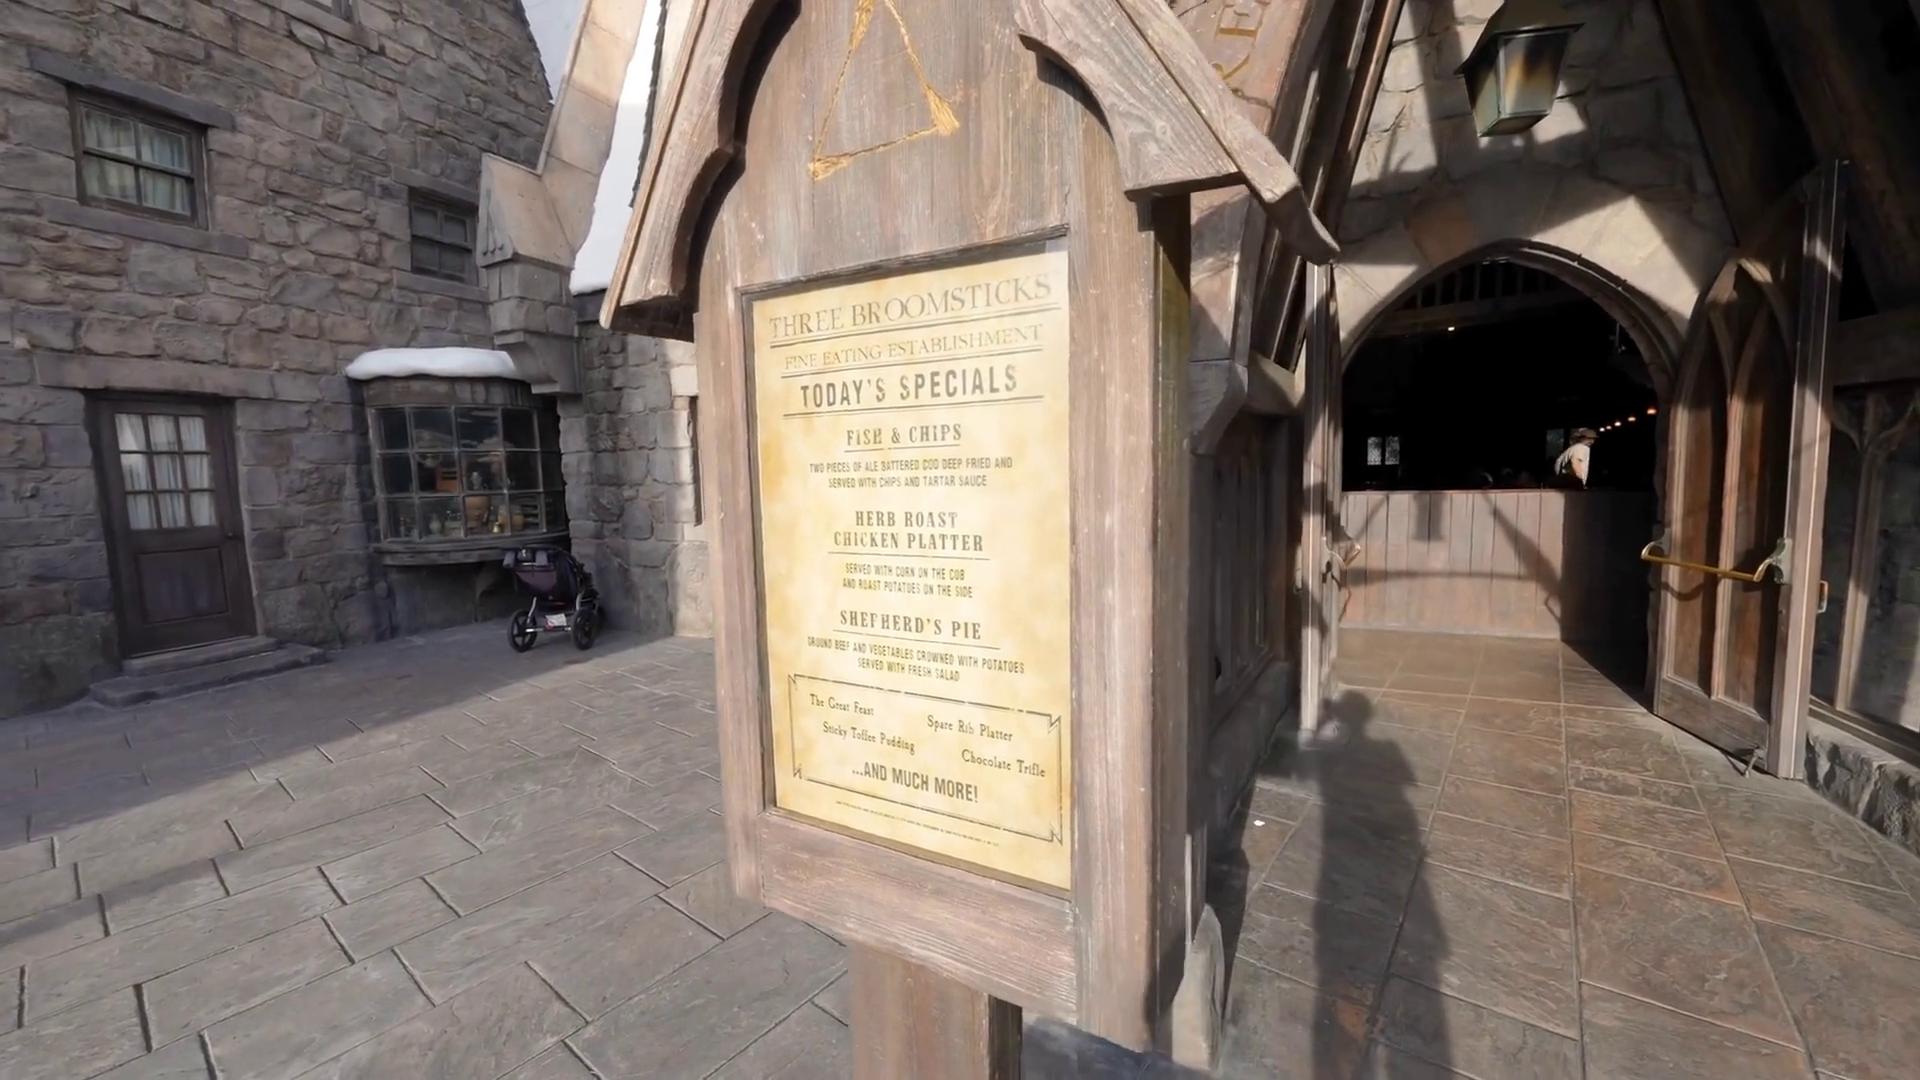 THREE BROOMSTICKS
FINE EATING ESTABLISHMENT
TODAY'S SPECIALS
FISH & CHIPS
TWO PIECES OF ALE BATTERED COD DEEP FRIED AND
SERVED WITH CHIPS AND TARTAR SAUCE
HERB ROAST
CHICKEN PLATTER
SERVED WITH CORN ON THE COB
AND ROAST POTATOES ON THE SIDE
SHEPHERD'S PIE
GROUND BEEF AND VEGETABLES CROWNED WITH POTATOES
SERVED WITH FRESH SALAD
The Great Feast
Spare Rib Platter
Sticky Toffee Pudding
Chocolate Trifle
...AND MUCH MORE!